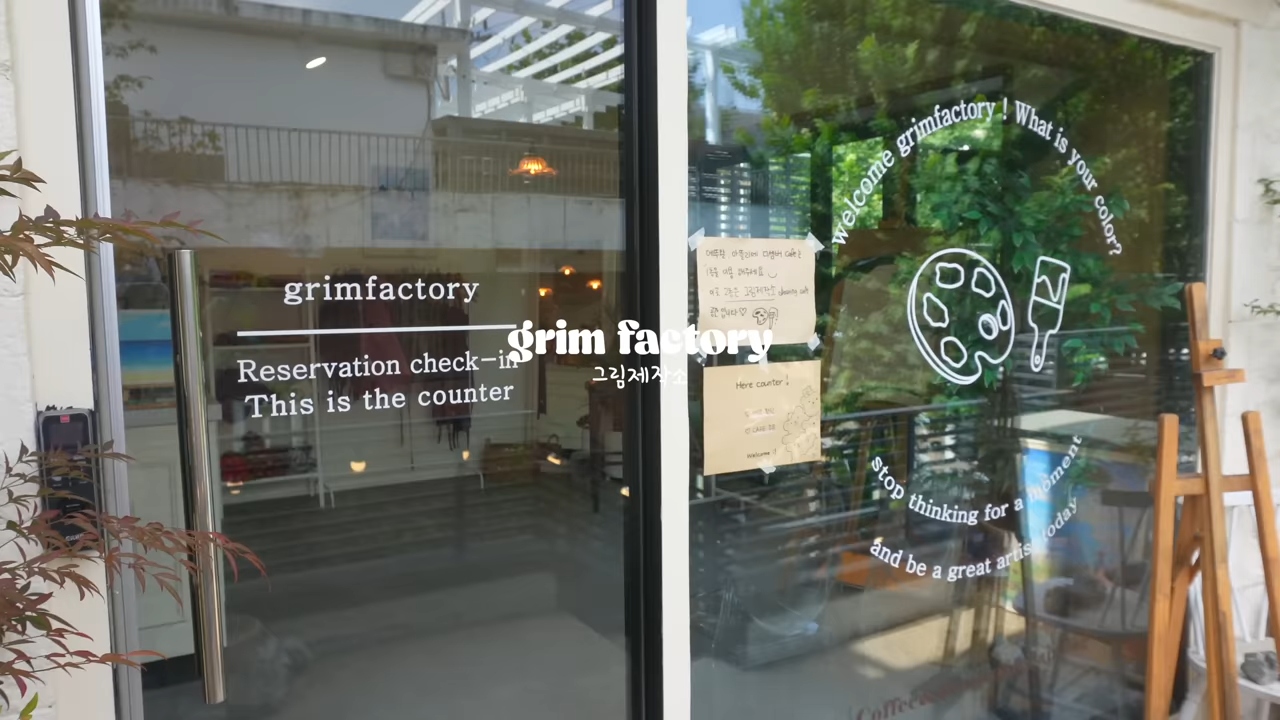 grimfactory
Reservation check-in
This is the counter
grim factory
그림제작소
welcome grimfactory ! What is your color?
Here counter !
Welcome !
stop thinking for a moment
and be a great artist today